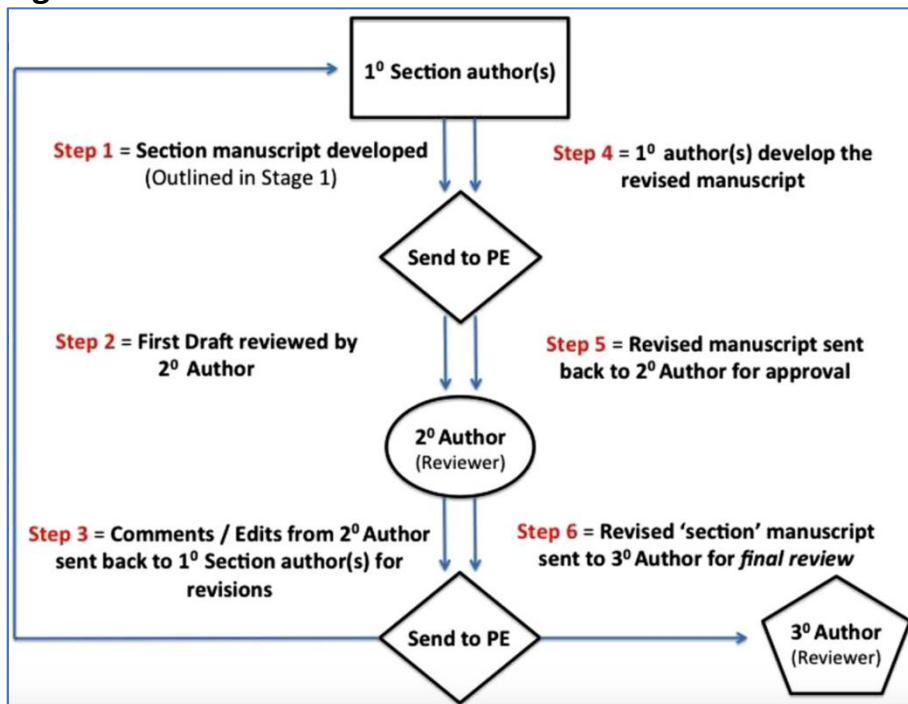 1⁰ Section author(s)
Step 1 = Section manuscript developed
(Outlined in Stage 1)
Step 4 = 1⁰ author(s) develop the
revised manuscript
Send to PE
Step 2 = First Draft reviewed by
2⁰ Author
Step 5 = Revised manuscript sent
back to 2⁰ Author for approval
2⁰ Author
(Reviewer)
Step 3 = Comments / Edits from 2⁰ Author
sent back to 1⁰ Section author(s) for
revisions
Step 6 = Revised ‘section’ manuscript
sent to 3⁰ Author for final review
Send to PE
3⁰ Author
(Reviewer)